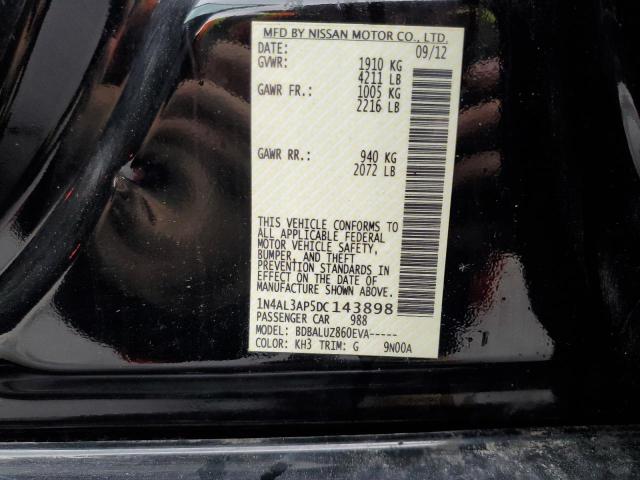 MFD BY NISSAN MOTOR CO., LTD.
DATE: 09/12
GVWR: 1910 KG
4211 LB
GAWR FR.: 1005 KG
2216 LB
GAWR RR.: 940 KG
2072 LB
THIS VEHICLE CONFORMS TO
ALL APPLICABLE FEDERAL
MOTOR VEHICLE SAFETY,
BUMPER, AND THEFT
PREVENTION STANDARDS IN
EFFECT ON THE DATE OF
MANUFACTURE SHOWN ABOVE.
1N4AL3AP5DC143898
PASSENGER CAR 988
MODEL: BDBALUZ860EVA-----
COLOR: KH3 TRIM: G 9N00A